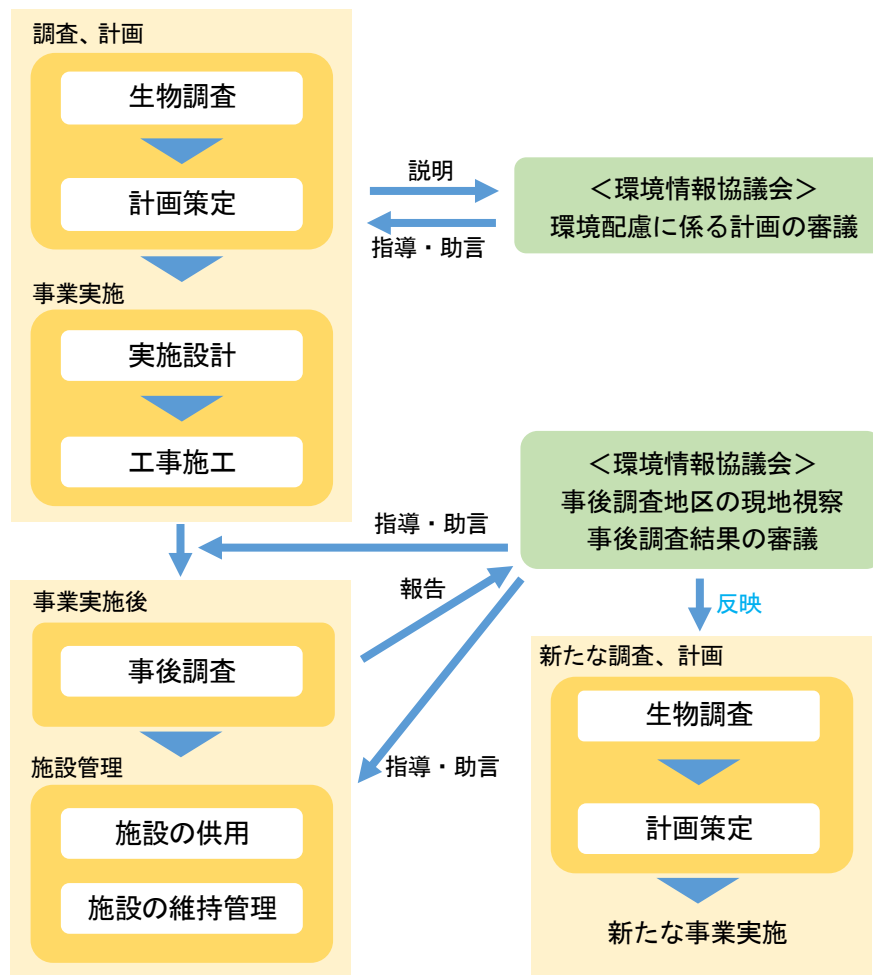 調査、計画
生物調査
計画策定
説明
指導・助言
＜環境情報協議会＞
環境配慮に係る計画の審議
事業実施
実施設計
工事施工
指導・助言
＜環境情報協議会＞
事後調査地区の現地視察
事後調査結果の審議
事業実施後
事後調査
報告
反映
施設管理
施設の供用
施設の維持管理
指導・助言
新たな調査、計画
生物調査
計画策定
新たな事業実施